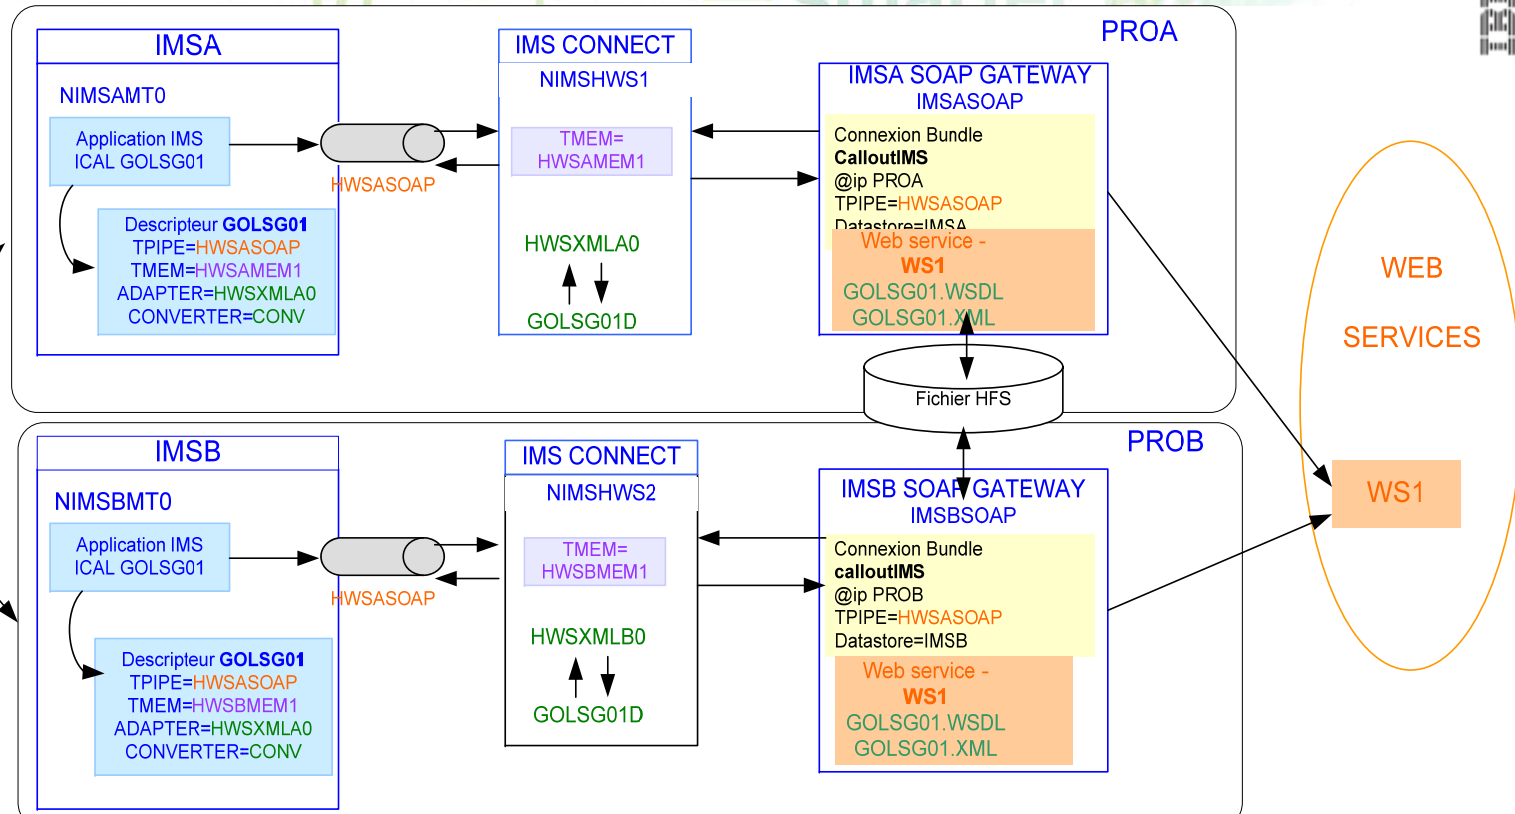 PROA
IMSA
NIMSAMT0
Application IMS
ICAL GOLSG01
Descripteur GOLSG01
TPIPE=HWSASOAP
TMEM=HWSAMEM1
ADAPTER=HWSXMLA0
CONVERTER=CONV
HWSASOAP
IMS CONNECT
NIMSHWS1
TMEM=
HWSAMEM1
HWSXMLA0
GOLSG01D
IMSA SOAP GATEWAY
IMSASOAP
Connexion Bundle
CalloutIMS
@ip PROA
TPIPE=HWSASOAP
Datastore=IMSA
Web service -
WS1
GOLSG01.WSDL
GOLSG01.XML
Fichier HFS
WEB
SERVICES
WS1
PROB
IMSB
NIMSBMT0
Application IMS
ICAL GOLSG01
Descripteur GOLSG01
TPIPE=HWSASOAP
TMEM=HWSBMEM1
ADAPTER=HWSXMLA0
CONVERTER=CONV
HWSASOAP
IMS CONNECT
NIMSHWS2
TMEM=
HWSBMEM1
HWSXMLB0
GOLSG01D
IMSB SOAP GATEWAY
IMSBSOAP
Connexion Bundle
calloutIMS
@ip PROB
TPIPE=HWSASOAP
Datastore=IMSB
Web service -
WS1
GOLSG01.WSDL
GOLSG01.XML